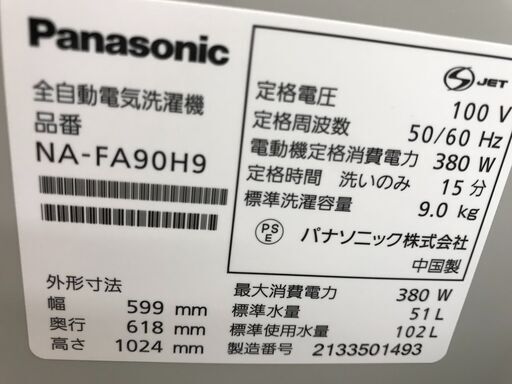 Panasonic
全自動電気洗濯機
品番
NA-FA90H9
外形寸法
幅 599 mm
奥行 618 mm
高さ 1024 mm
S JET
定格電圧 100 V
定格周波数 50/60 Hz
電動機定格消費電力 380 W
定格時間 洗いのみ 15分
標準洗濯容量 9.0 kg
PSE パナソニック株式会社
中国製
最大消費電力 380 W
標準水量 51L
標準使用水量 102L
製造番号 2133501493